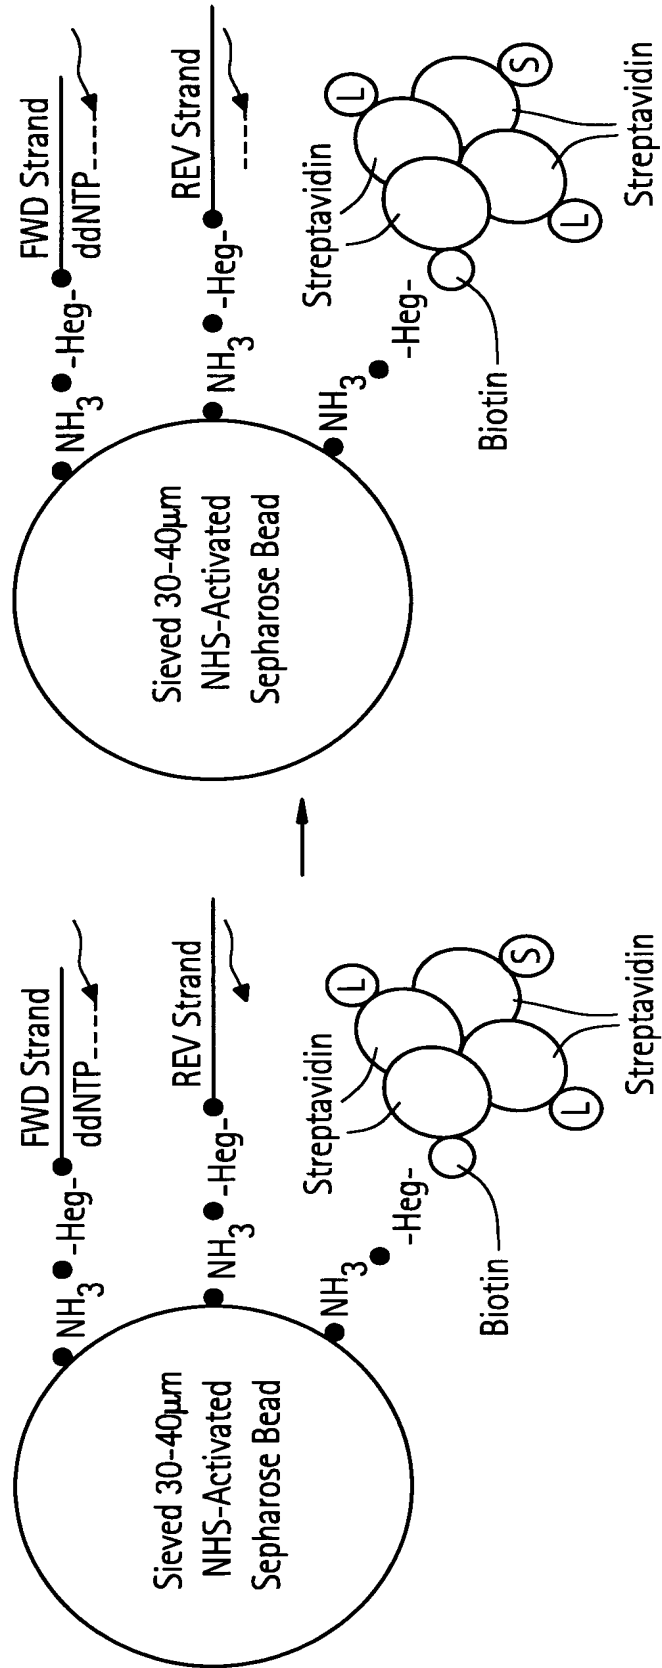 FWD Strand
ddNTP
NH3
-Heg-
REV Strand
NH3
-Heg-
Sieved 30-40µm
NHS-Activated
Sepharose Bead
NH3
-Heg-
Biotin
Streptavidin
L
L
S
Streptavidin
FWD Strand
ddNTP
NH3
-Heg-
REV Strand
NH3
-Heg-
Sieved 30-40µm
NHS-Activated
Sepharose Bead
NH3
-Heg-
Biotin
Streptavidin
L
L
S
Streptavidin